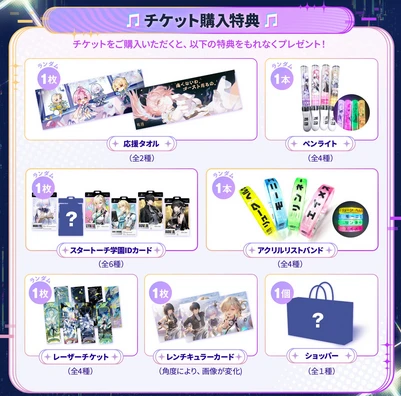 チケット購入特典
チケットをご購入いただくと、以下の特典をもれなくプレゼント!
ランダム
1枚
応援タオル
(全2種)
ランダム
1本
ペンライト
(全4種)
ランダム
1枚
?
スタートーチ学園IDカード
(全6種)
ランダム
1本
アクリルリストバンド
(全4種)
ランダム
1枚
レーザーチケット
(全4種)
1枚
レンチキュラーカード
(角度により、画像が変化)
1個
?
ショッパー
(全1種)